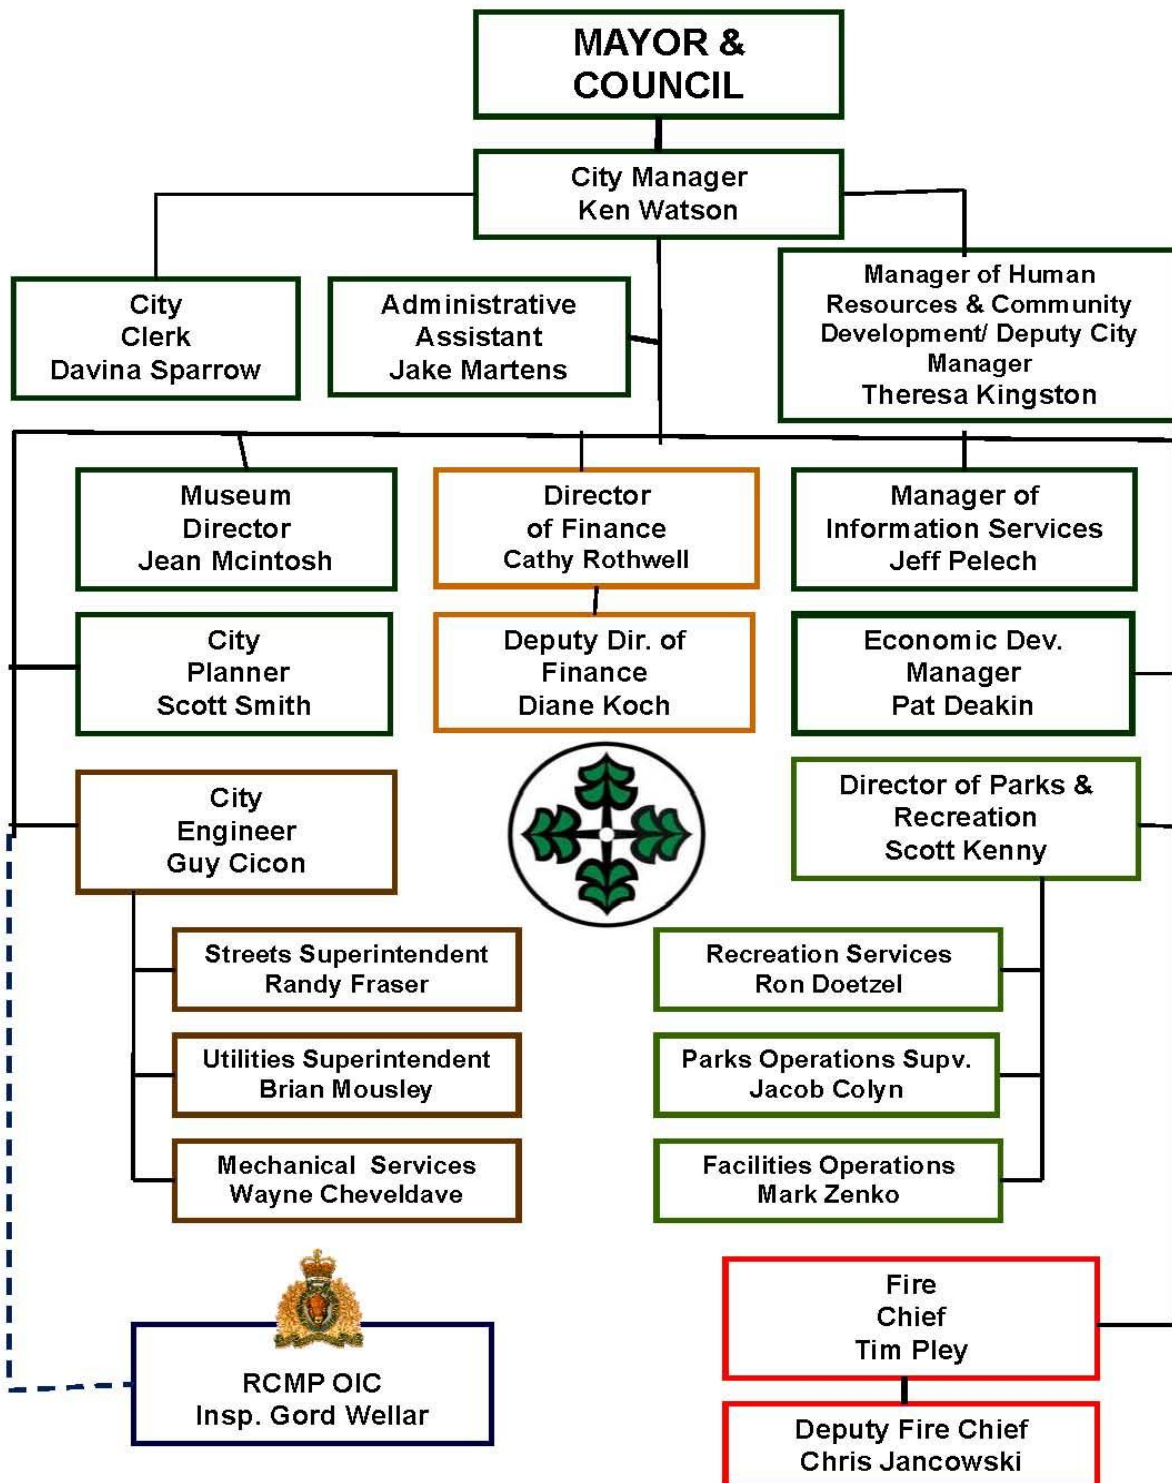 MAYOR &
COUNCIL
City Manager
Ken Watson
City
Clerk
Davina Sparrow
Administrative
Assistant
Jake Martens
Manager of Human
Resources & Community
Development/ Deputy City
Manager
Theresa Kingston
Museum
Director
Jean Mcintosh
Director
of Finance
Cathy Rothwell
Manager of
Information Services
Jeff Pelech
City
Planner
Scott Smith
Deputy Dir. of
Finance
Diane Koch
Economic Dev.
Manager
Pat Deakin
City
Engineer
Guy Cicon
Director of Parks &
Recreation
Scott Kenny
Streets Superintendent
Randy Fraser
Recreation Services
Ron Doetzel
Utilities Superintendent
Brian Mousley
Parks Operations Supv.
Jacob Colyn
Mechanical Services
Wayne Cheveldave
Facilities Operations
Mark Zenko
RCMP OIC
Insp. Gord Wellar
Fire
Chief
Tim Pley
Deputy Fire Chief
Chris Jancowski